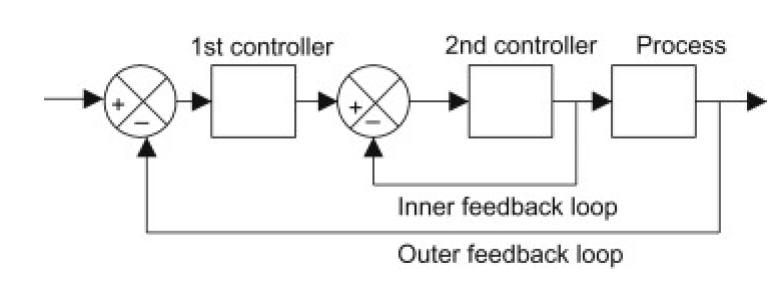 1st controller
2nd controller
Process
+
−
+
−
Inner feedback loop
Outer feedback loop